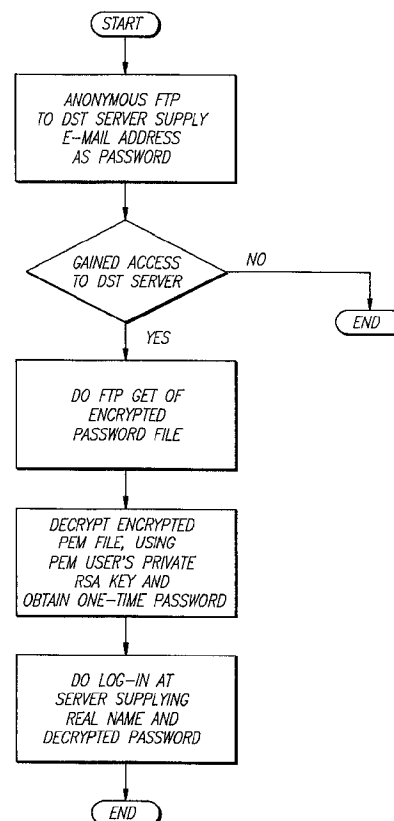 START
ANONYMOUS FTP
TO DST SERVER SUPPLY
E-MAIL ADDRESS
AS PASSWORD
GAINED ACCESS
TO DST SERVER
NO
END
YES
DO FTP GET OF
ENCRYPTED
PASSWORD FILE
DECRYPT ENCRYPTED
PEM FILE, USING
PEM USER'S PRIVATE
RSA KEY AND
OBTAIN ONE-TIME PASSWORD
DO LOG-IN AT
SERVER SUPPLYING
REAL NAME AND
DECRYPTED PASSWORD
END